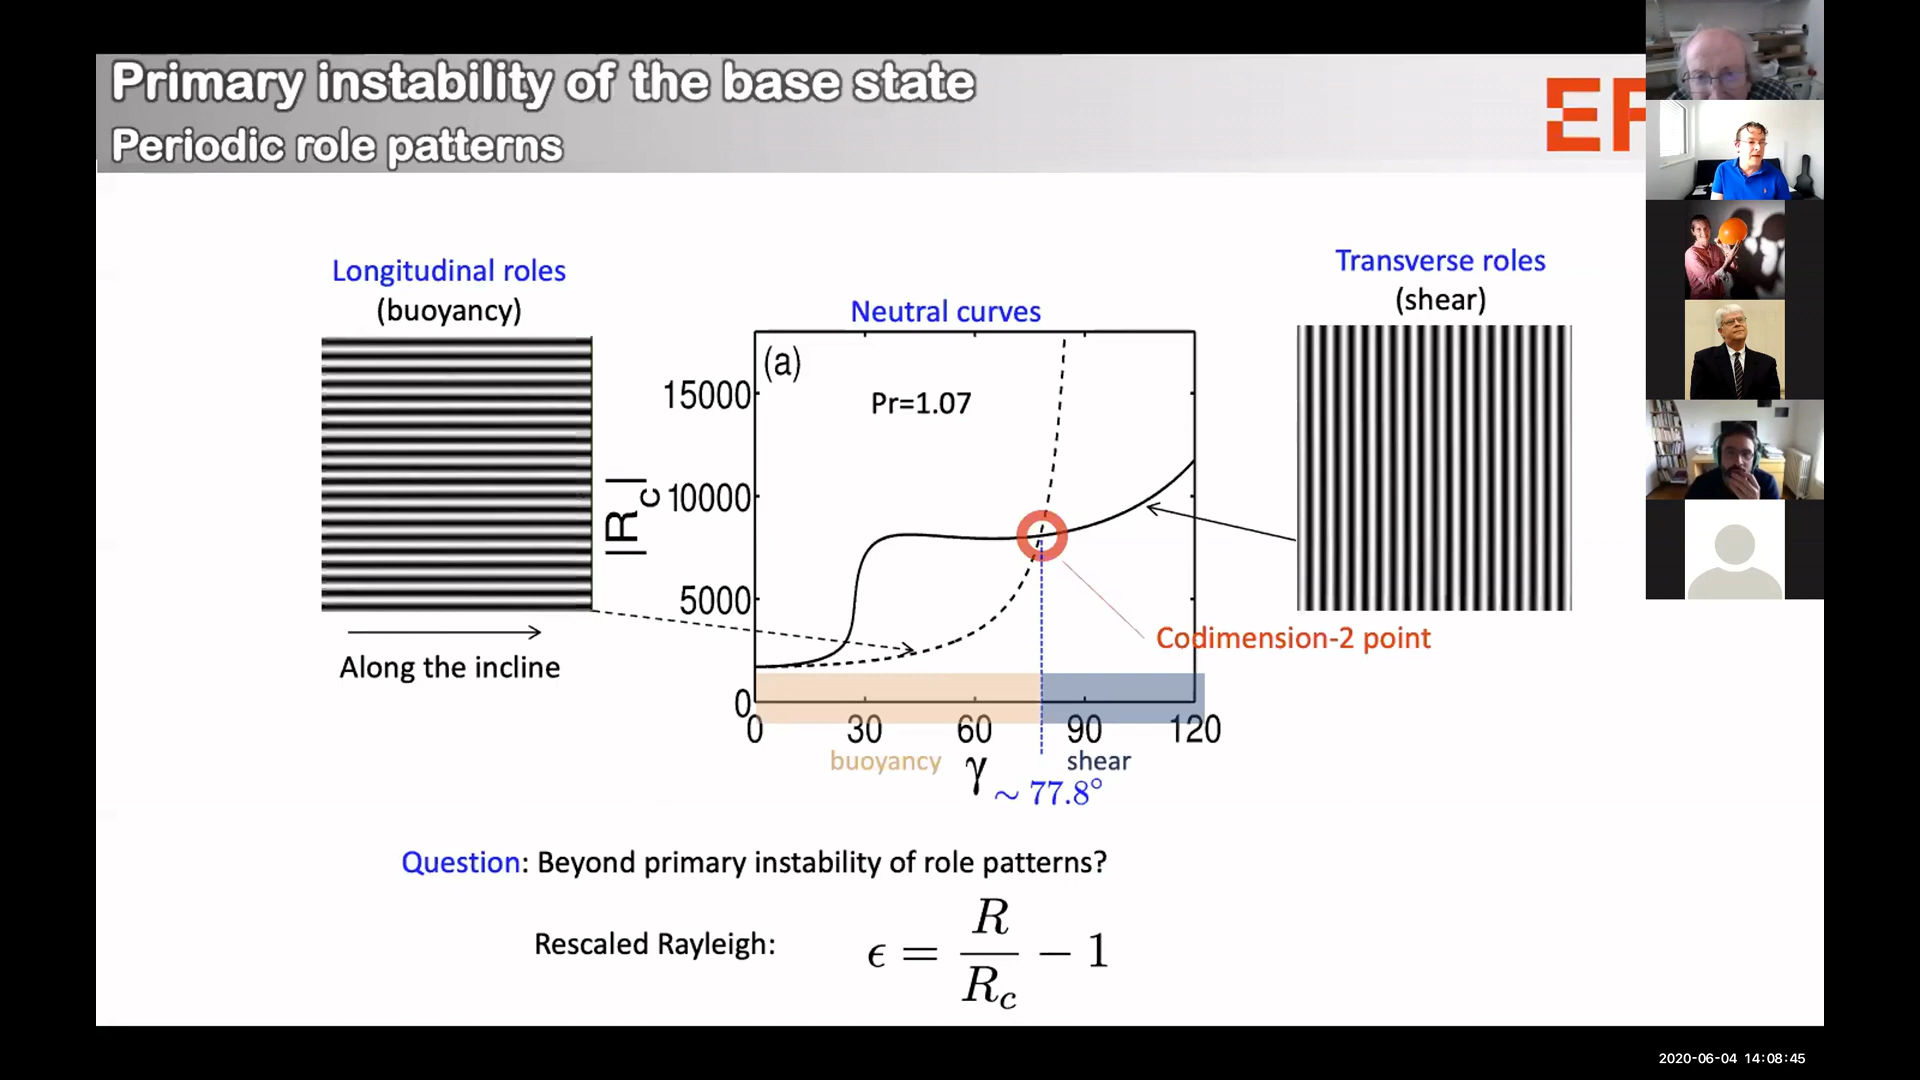 Primary instability of the base state
Periodic role patterns
Longitudinal roles
(buoyancy)
Along the incline
Neutral curves
(a)
Pr=1.07
|R_c|
15000
10000
5000
0
0 30 60 90 120
buoyancy
γ
shear
~ 77.8°
Transverse roles
(shear)
Codimension-2 point
Question: Beyond primary instability of role patterns?
Rescaled Rayleigh:
ϵ = R/R_c − 1
2020-06-04 14:08:45